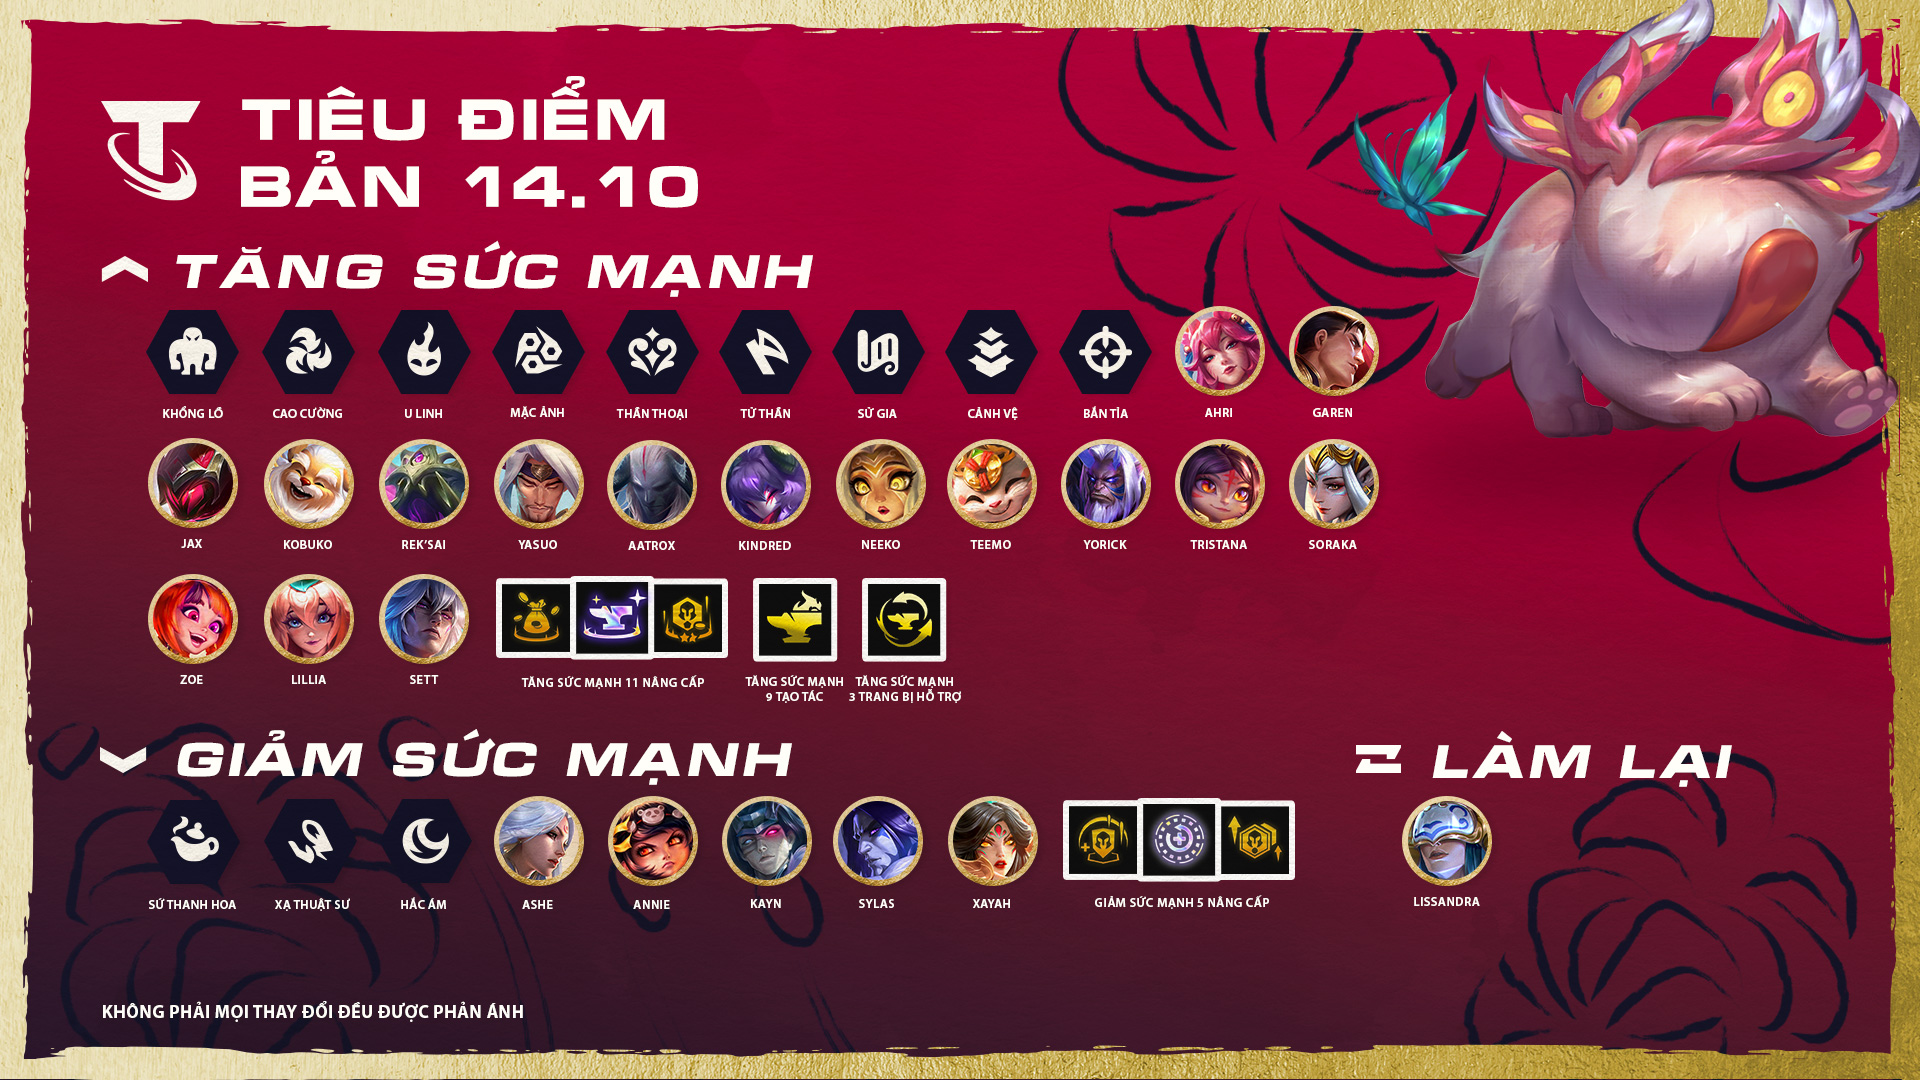 TIÊU ĐIỂM
BẢN 14.10
TĂNG SỨC MẠNH
KHỔNG LỒ CAO CƯỜNG U LINH MẶC ẢNH THẦN THOẠI TỬ THẦN SỬ GIA CẢNH VỆ BẮN TỈA AHRI GAREN
JAX KOBUKO REK'SAI YASUO AATROX KINDRED NEEKO TEEMO YORICK TRISTANA SORAKA
ZOE LILLIA SETT TĂNG SỨC MẠNH 11 NÂNG CẤP TĂNG SỨC MẠNH TĂNG SỨC MẠNH
9 TẠO TÁC 3 TRANG BỊ HỖ TRỢ
GIẢM SỨC MẠNH
LÀM LẠI
SỨ THANH HOA XẠ THUẬT SƯ HẮC ÁM ASHE ANNIE KAYN SYLAS XAYAH GIẢM SỨC MẠNH 5 NÂNG CẤP LISSANDRA
KHÔNG PHẢI MỌI THAY ĐỔI ĐỀU ĐƯỢC PHẢN ÁNH